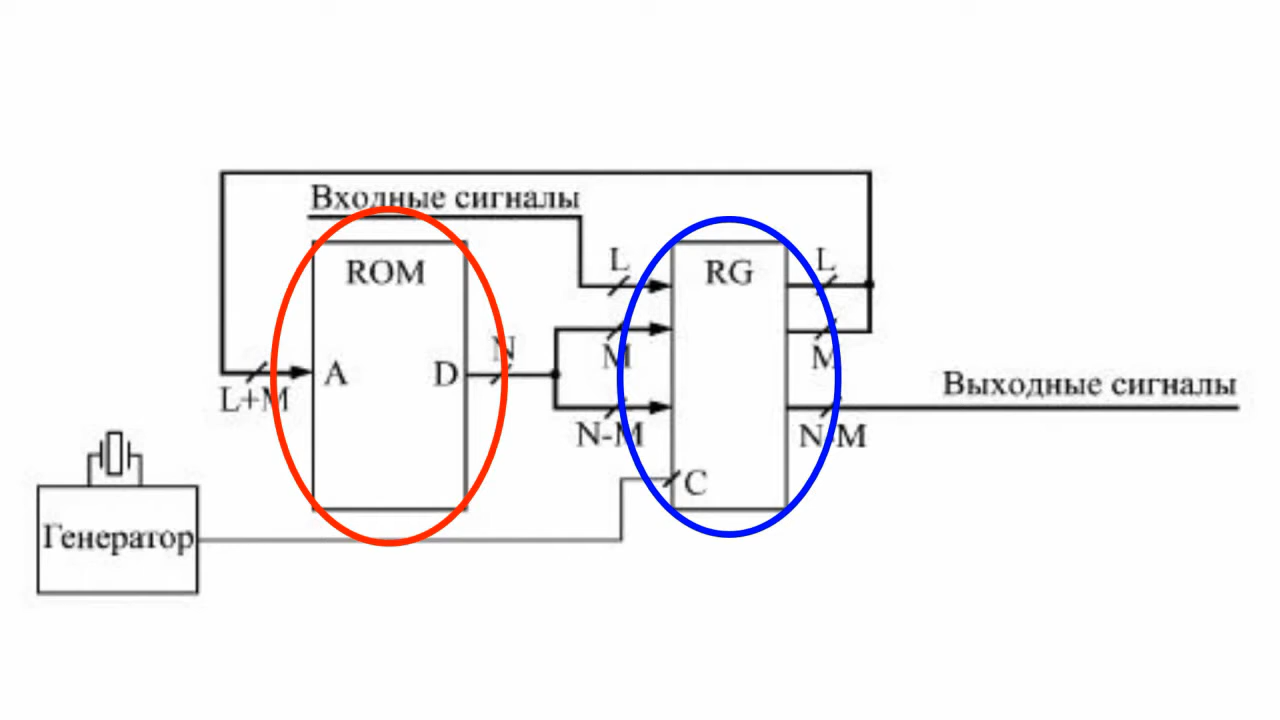 Входные сигналы
L
L
ROM
RG
N
M
M
A
D
Выходные сигналы
L+M
N-M
N-M
C
Генератор